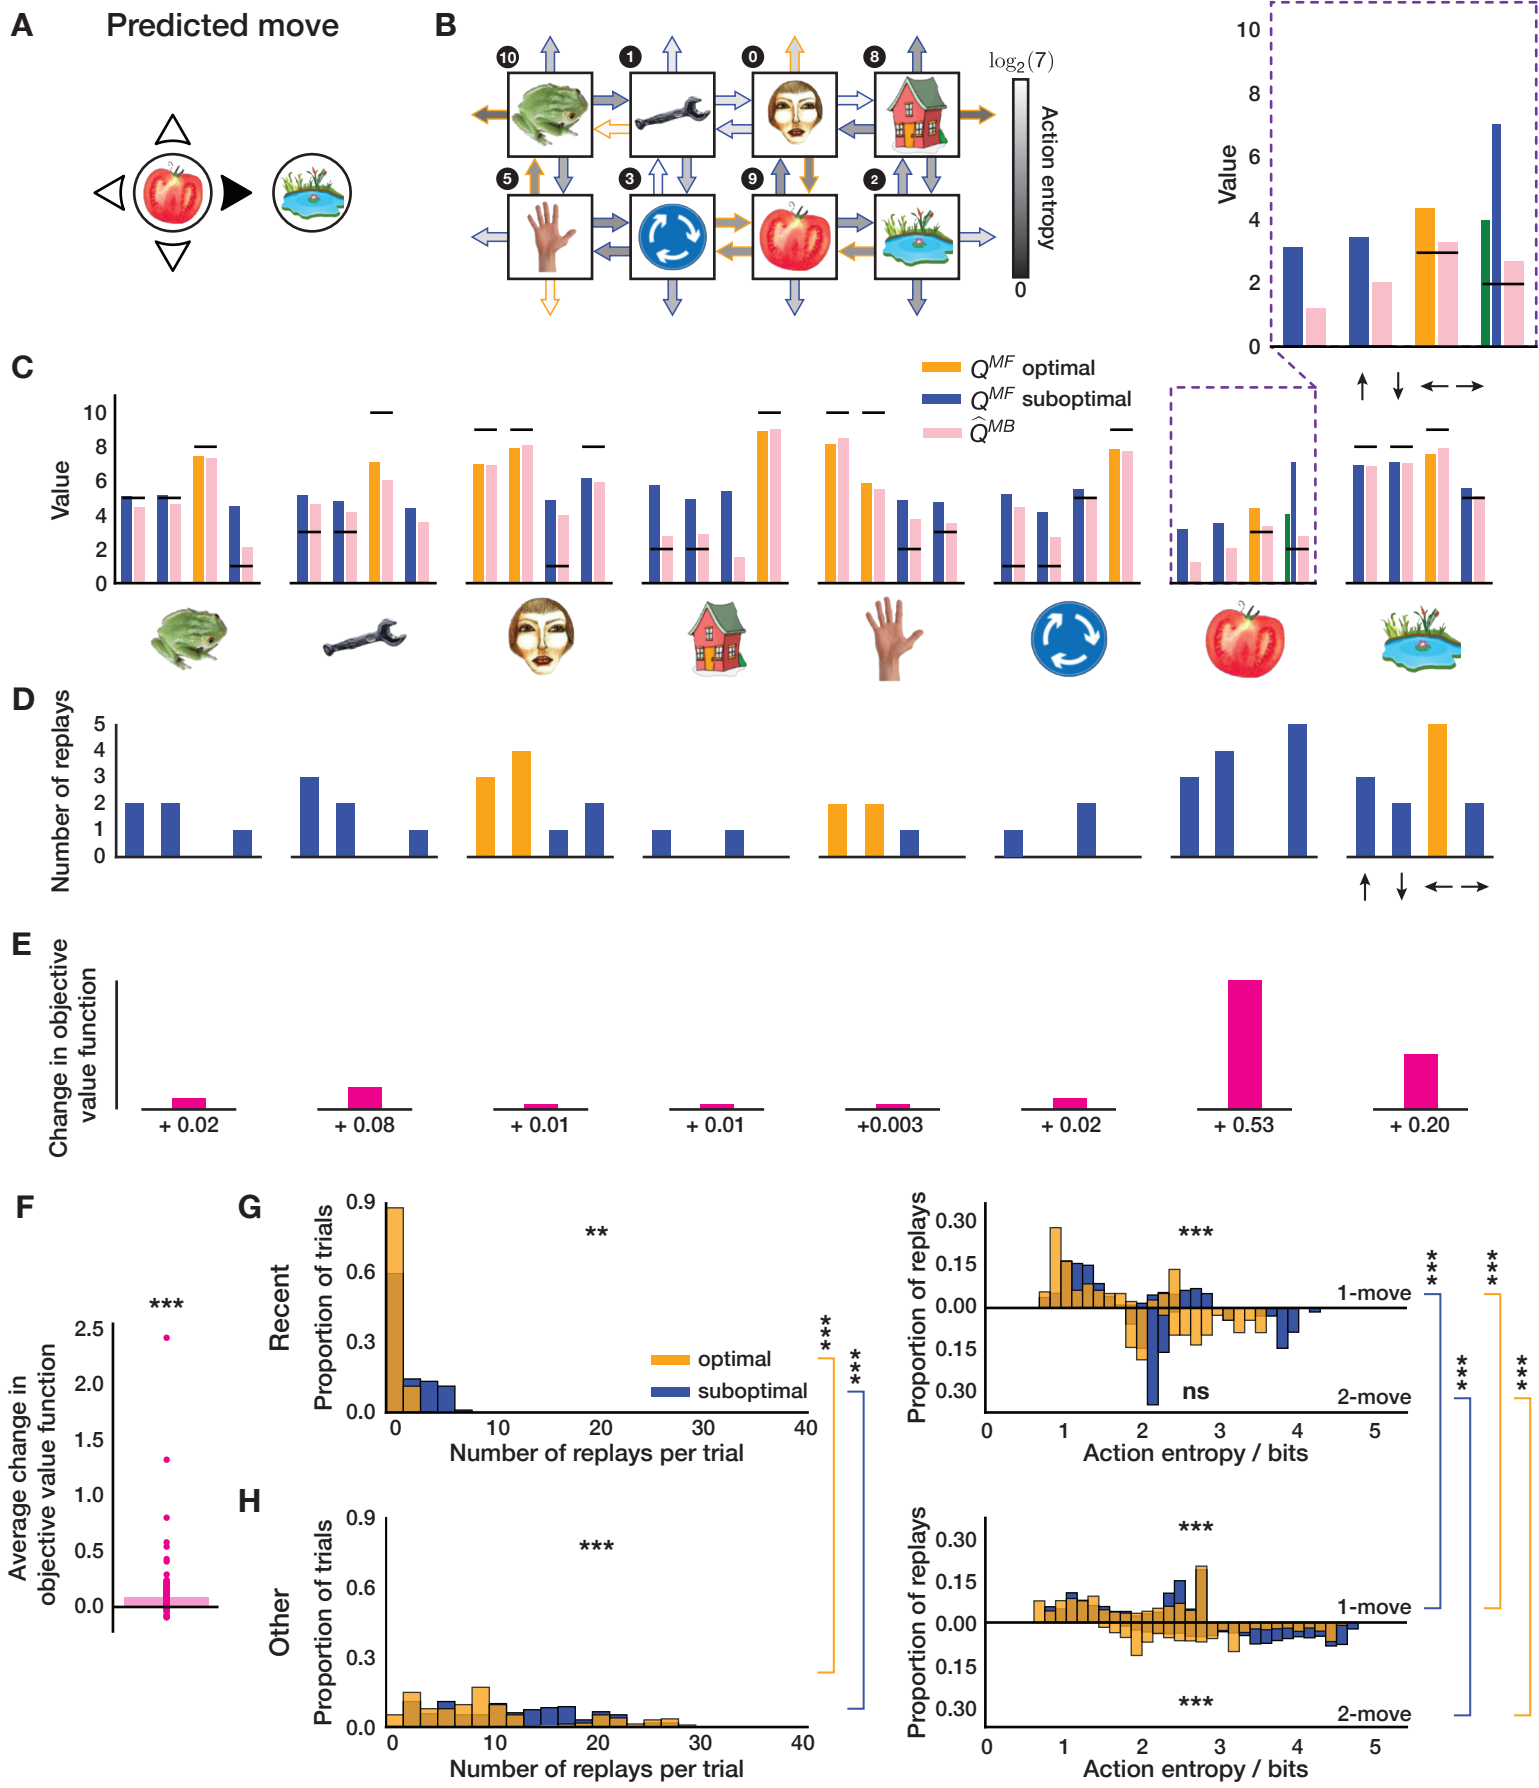 A
Predicted move
B
10
1
0
8
5
3
9
2
log₂(7)
Action entropy
0
10
8
6
4
2
0
Value
C
Q^MF optimal
Q^MF suboptimal
Q̂^MB
10
8
6
4
2
0
Value
D
5
4
3
2
1
0
Number of replays
E
Change in objective
value function
+ 0.02
+ 0.08
+ 0.01
+ 0.01
+0.003
+ 0.02
+ 0.53
+ 0.20
F
Average change in
objective value function
2.5
2.0
1.5
1.0
0.5
0.0
***
G
Recent
Proportion of trials
0.9
0.6
0.3
0.0
**
optimal
suboptimal
0
10
20
30
40
Number of replays per trial
***
***
Proportion of replays
0.30
0.15
0.00
0.15
0.30
***
1-move
ns
2-move
0
1
2
3
4
5
Action entropy / bits
***
***
***
***
H
Other
Proportion of trials
0.9
0.6
0.3
0.0
***
0
10
20
30
40
Number of replays per trial
Proportion of replays
0.30
0.15
0.00
0.15
0.30
***
1-move
***
2-move
0
1
2
3
4
5
Action entropy / bits